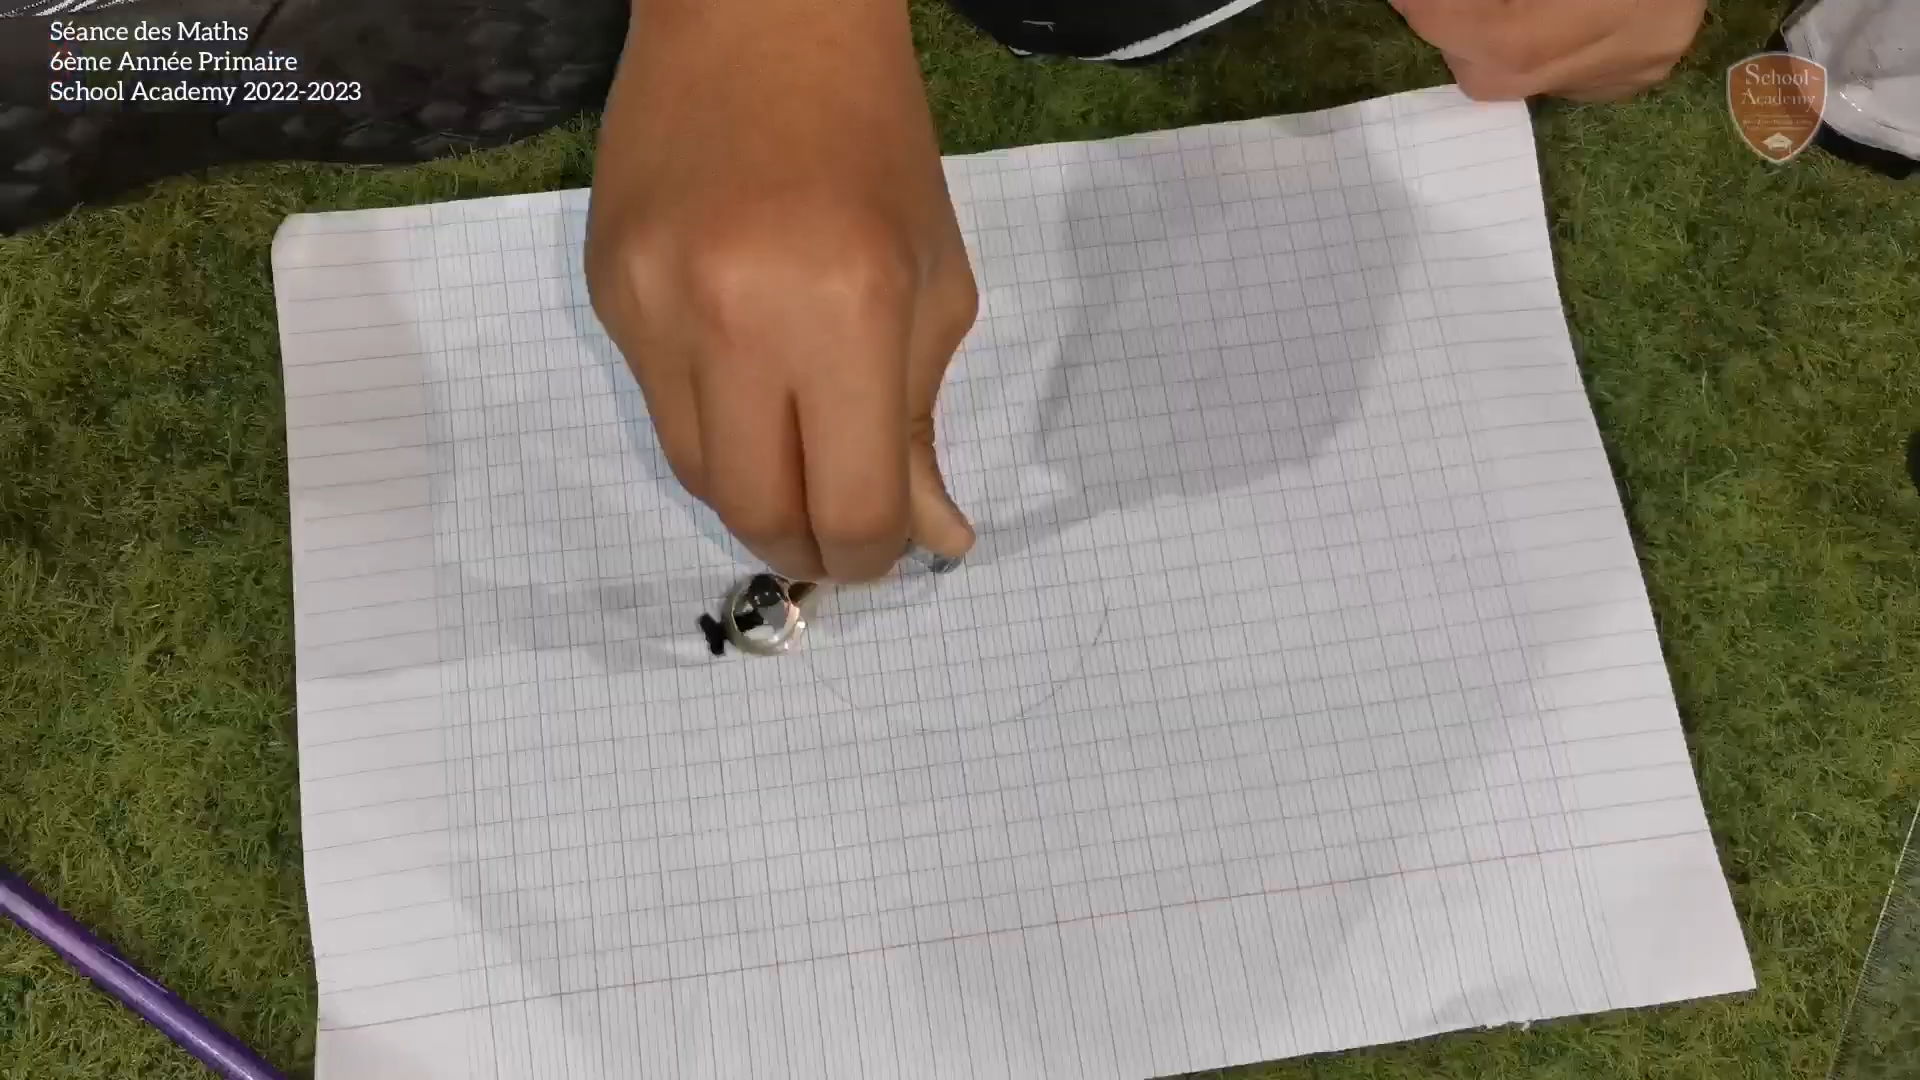 Séance des Maths
6ème Année Primaire
School Academy 2022-2023
School
Academy